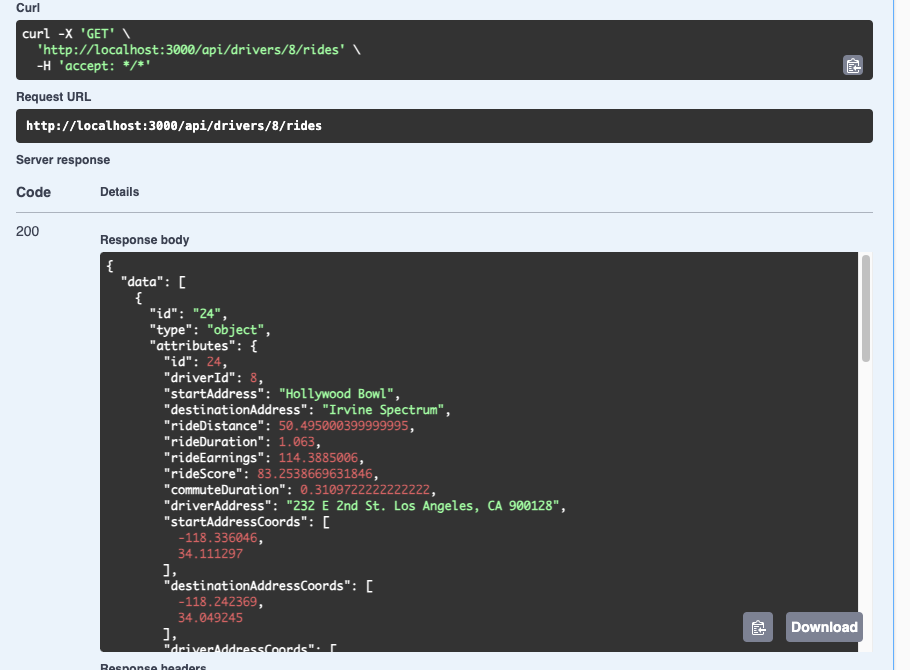 Curl
curl -X 'GET' \
'http://localhost:3000/api/drivers/8/rides' \
-H 'accept: */*'
Request URL
http://localhost:3000/api/drivers/8/rides
Server response
Code Details
200
Response body
{
"data": [
{
"id": "24",
"type": "object",
"attributes": {
"id": 24,
"driverId": 8,
"startAddress": "Hollywood Bowl",
"destinationAddress": "Irvine Spectrum",
"rideDistance": 50.495000399999995,
"rideDuration": 1.063,
"rideEarnings": 114.3885006,
"rideScore": 83.2538669631846,
"commuteDuration": 0.3109722222222222,
"driverAddress": "232 E 2nd St. Los Angeles, CA 900128",
"startAddressCoords": [
-118.336046,
34.111297
],
"destinationAddressCoords": [
-118.242369,
34.049245
],
"driverAddressCoords": [
Download
Response headers